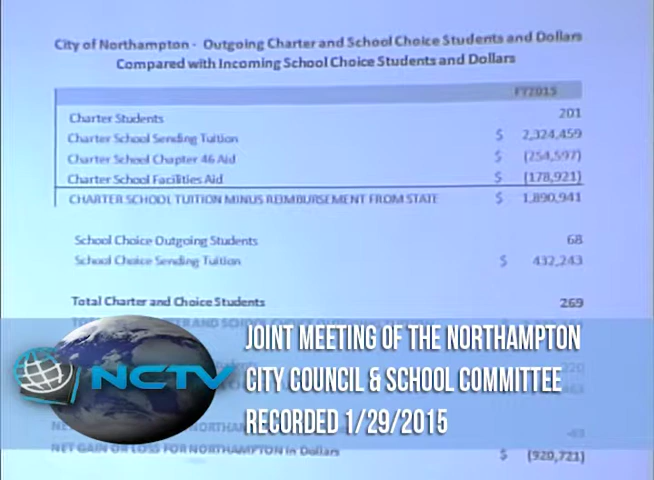 City of Northampton - Outgoing Charter and School Choice Students and Dollars
Compared with Incoming School Choice Students and Dollars
FY2015
Charter Students 201
Charter School Sending Tuition $ 2,324,459
Charter School Chapter 46 Aid $ (254,597)
Charter School Facilities Aid $ (178,921)
CHARTER SCHOOL TUITION MINUS REIMBURSEMENT FROM STATE $ 1,890,941
School Choice Outgoing Students 68
School Choice Sending Tuition $ 432,243
Total Charter and Choice Students 269
NCTV
JOINT MEETING OF THE NORTHAMPTON
CITY COUNCIL & SCHOOL COMMITTEE
RECORDED 1/29/2015
NET GAIN OR LOSS FOR NORTHAMPTON in Dollars $ (920,721)